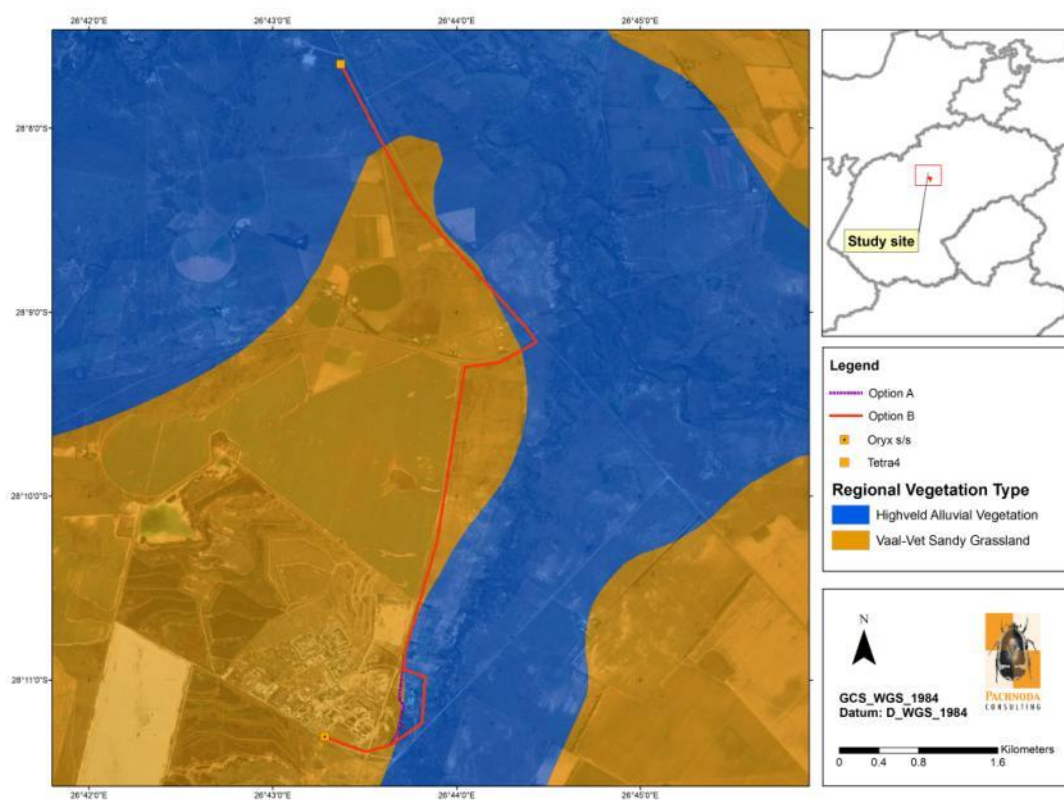 26°42'0"E 26°43'0"E 26°44'0"E 26°45'0"E
28°8'0"S
28°9'0"S
28°10'0"S
28°11'0"S
26°42'0"E 26°43'0"E 26°44'0"E 26°45'0"E
Study site
Legend
Option A
Option B
Oryx s/s
Tetra4
Regional Vegetation Type
Highveld Alluvial Vegetation
Vaal-Vet Sandy Grassland
N
PACHNODA
CONSULTING
GCS_WGS_1984
Datum: D_WGS_1984
Kilometers
0 0.4 0.8 1.6